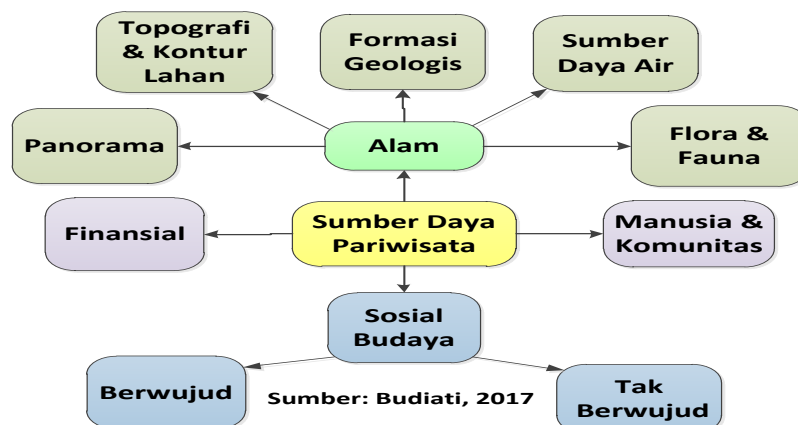 Topografi
& Kontur
Lahan
Formasi
Geologis
Sumber
Daya Air
Panorama
Alam
Flora &
Fauna
Finansial
Sumber Daya
Pariwisata
Manusia &
Komunitas
Sosial
Budaya
Berwujud
Sumber: Budiati, 2017
Tak
Berwujud